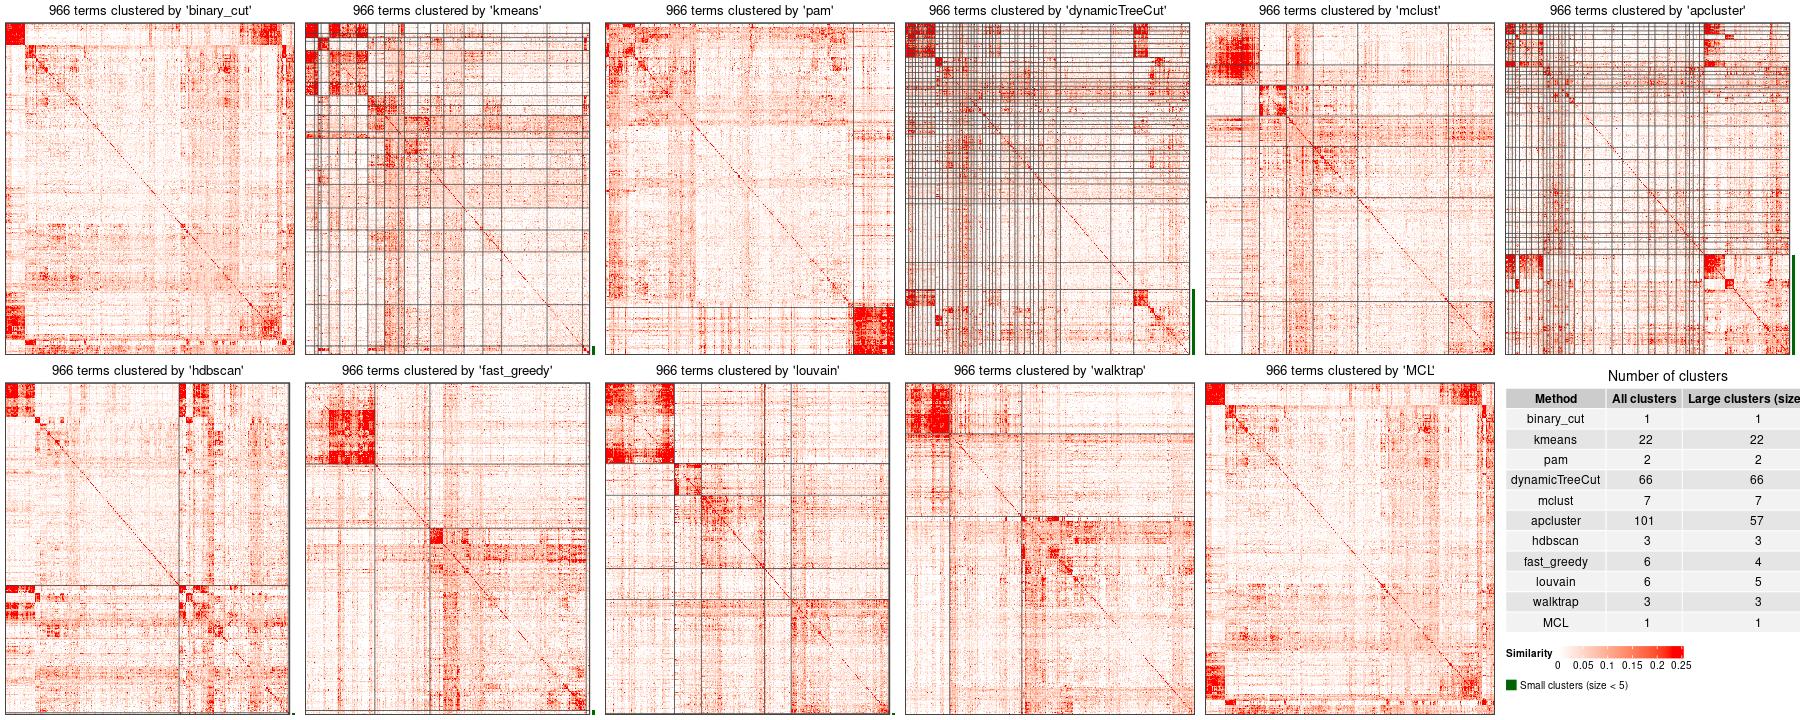 966 terms clustered by 'binary_cut'
966 terms clustered by 'kmeans'
966 terms clustered by 'pam'
966 terms clustered by 'dynamicTreeCut'
966 terms clustered by 'mclust'
966 terms clustered by 'apcluster'
966 terms clustered by 'hdbscan'
966 terms clustered by 'fast_greedy'
966 terms clustered by 'louvain'
966 terms clustered by 'walktrap'
966 terms clustered by 'MCL'
Number of clusters
Method All clusters Large clusters (size
binary_cut 1 1
kmeans 22 22
pam 2 2
dynamicTreeCut 66 66
mclust 7 7
apcluster 101 57
hdbscan 3 3
fast_greedy 6 4
louvain 6 5
walktrap 3 3
MCL 1 1
Similarity
0 0.05 0.1 0.15 0.2 0.25
Small clusters (size < 5)